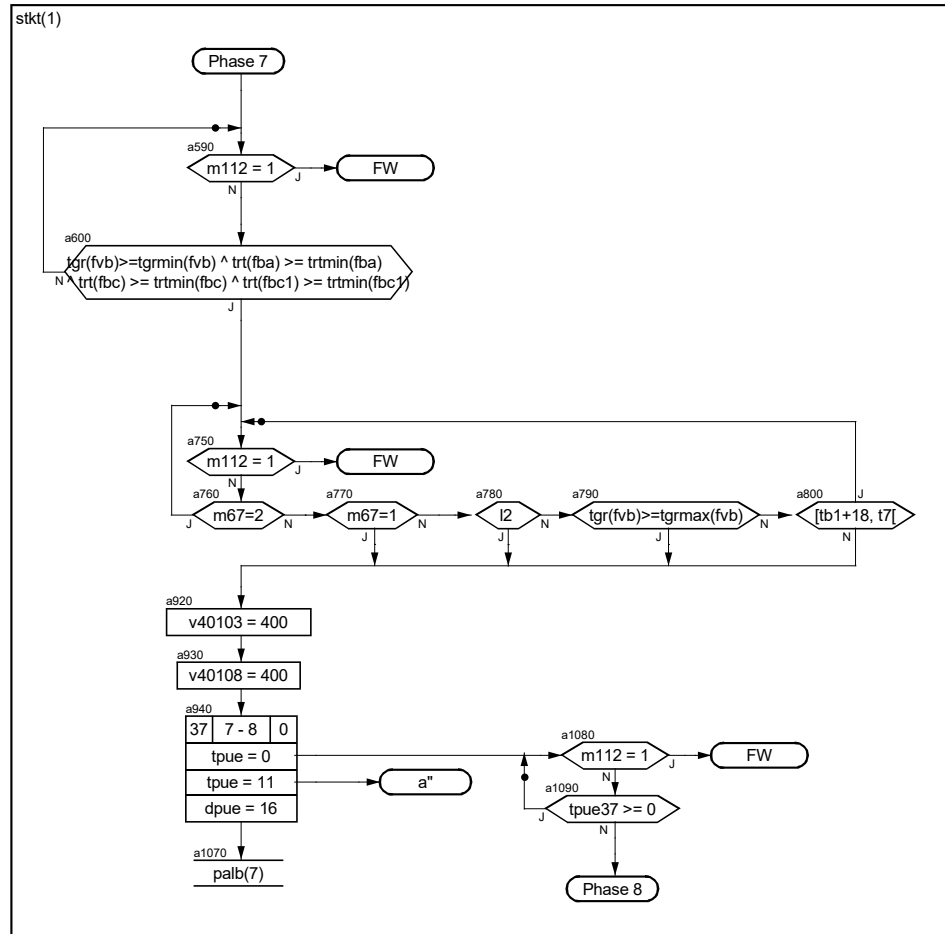 stkt(1)
Phase 7
a590
m112 = 1
FW
N
J
a600
tgr(fvb)>=tgrmin(fvb) ^ trt(fba) >= trtmin(fba)
^ trt(fbc) >= trtmin(fbc) ^ trt(fbc1) >= trtmin(fbc1)
N
J
a750
m112 = 1
FW
N
J
a760
m67=2
J
N
a770
m67=1
N
J
a780
l2
N
J
a790
tgr(fvb)>=tgrmax(fvb)
N
J
a800
[tb1+18, t7[
J
N
a920
v40103 = 400
a930
v40108 = 400
a940
37 7 - 8 0
tpue = 0
tpue = 11
a"
dpue = 16
a1070
palb(7)
a1080
m112 = 1
FW
N
J
a1090
tpue37 >= 0
J
N
Phase 8